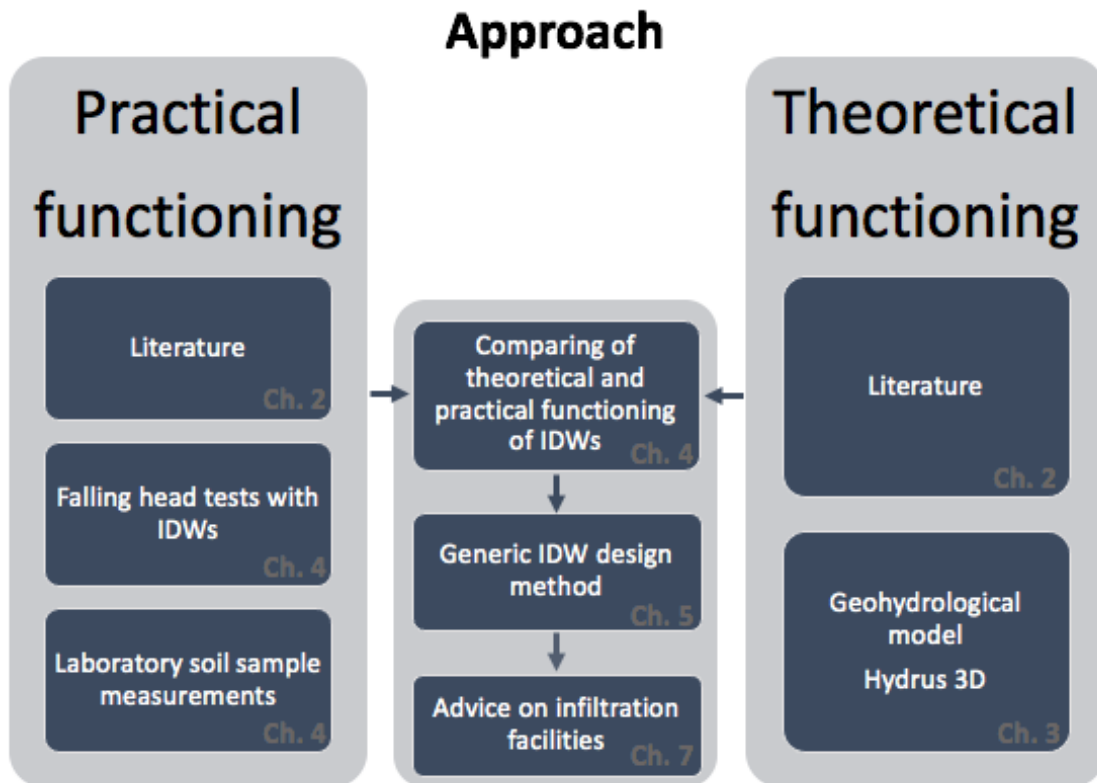 Approach
Practical
functioning
Literature
Ch. 2
Falling head tests with
IDWs
Ch. 4
Laboratory soil sample
measurements
Ch. 4
Comparing of
theoretical and
practical functioning
of IDWs
Ch. 4
Generic IDW design
method
Ch. 5
Advice on infiltration
facilities
Ch. 7
Theoretical
functioning
Literature
Ch. 2
Geohydrological
model
Hydrus 3D
Ch. 3